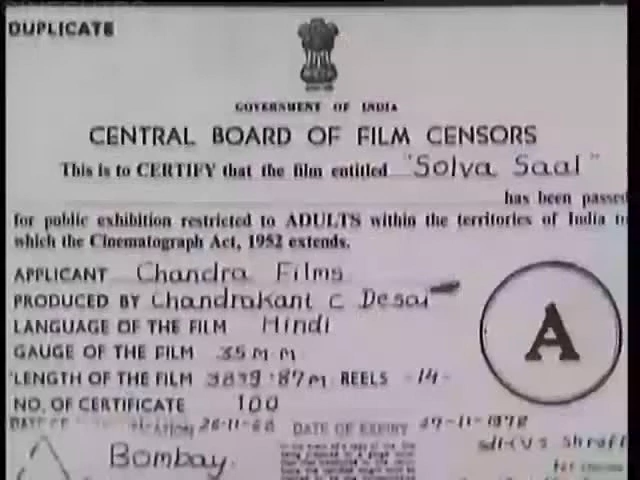 DUPLICATE
GOVERNMENT OF INDIA
CENTRAL BOARD OF FILM CENSORS
This is to CERTIFY that the film entitled "Solva Saal"
has been passed
for public exhibition restricted to ADULTS within the territories of India to
which the Cinematograph Act, 1952 extends.
APPLICANT Chandra Films
PRODUCED BY Chandrakant C Desai
LANGUAGE OF THE FILM Hindi
GAUGE OF THE FILM 35 M M
A
LENGTH OF THE FILM 3839.87m REELS -14-
NO. OF CERTIFICATE 100
DATE OF EXPIRY
Sd/-(V S Shroff
Bombay